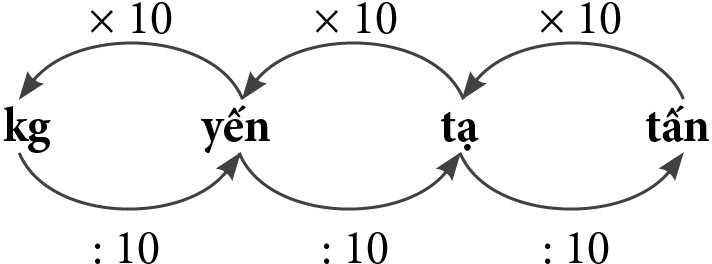 × 10 × 10 × 10
kg yến tạ tấn
: 10 : 10 : 10